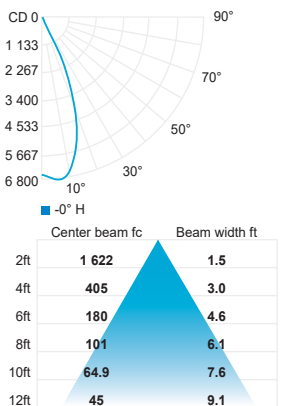 CD 0
90°
1 133
2 267
70°
3 400
4 533
50°
5 667
30°
6 800
10°
-0° H
Center beam fc Beam width ft
2ft 1 622 1.5
4ft 405 3.0
6ft 180 4.6
8ft 101 6.1
10ft 64.9 7.6
12ft 45 9.1